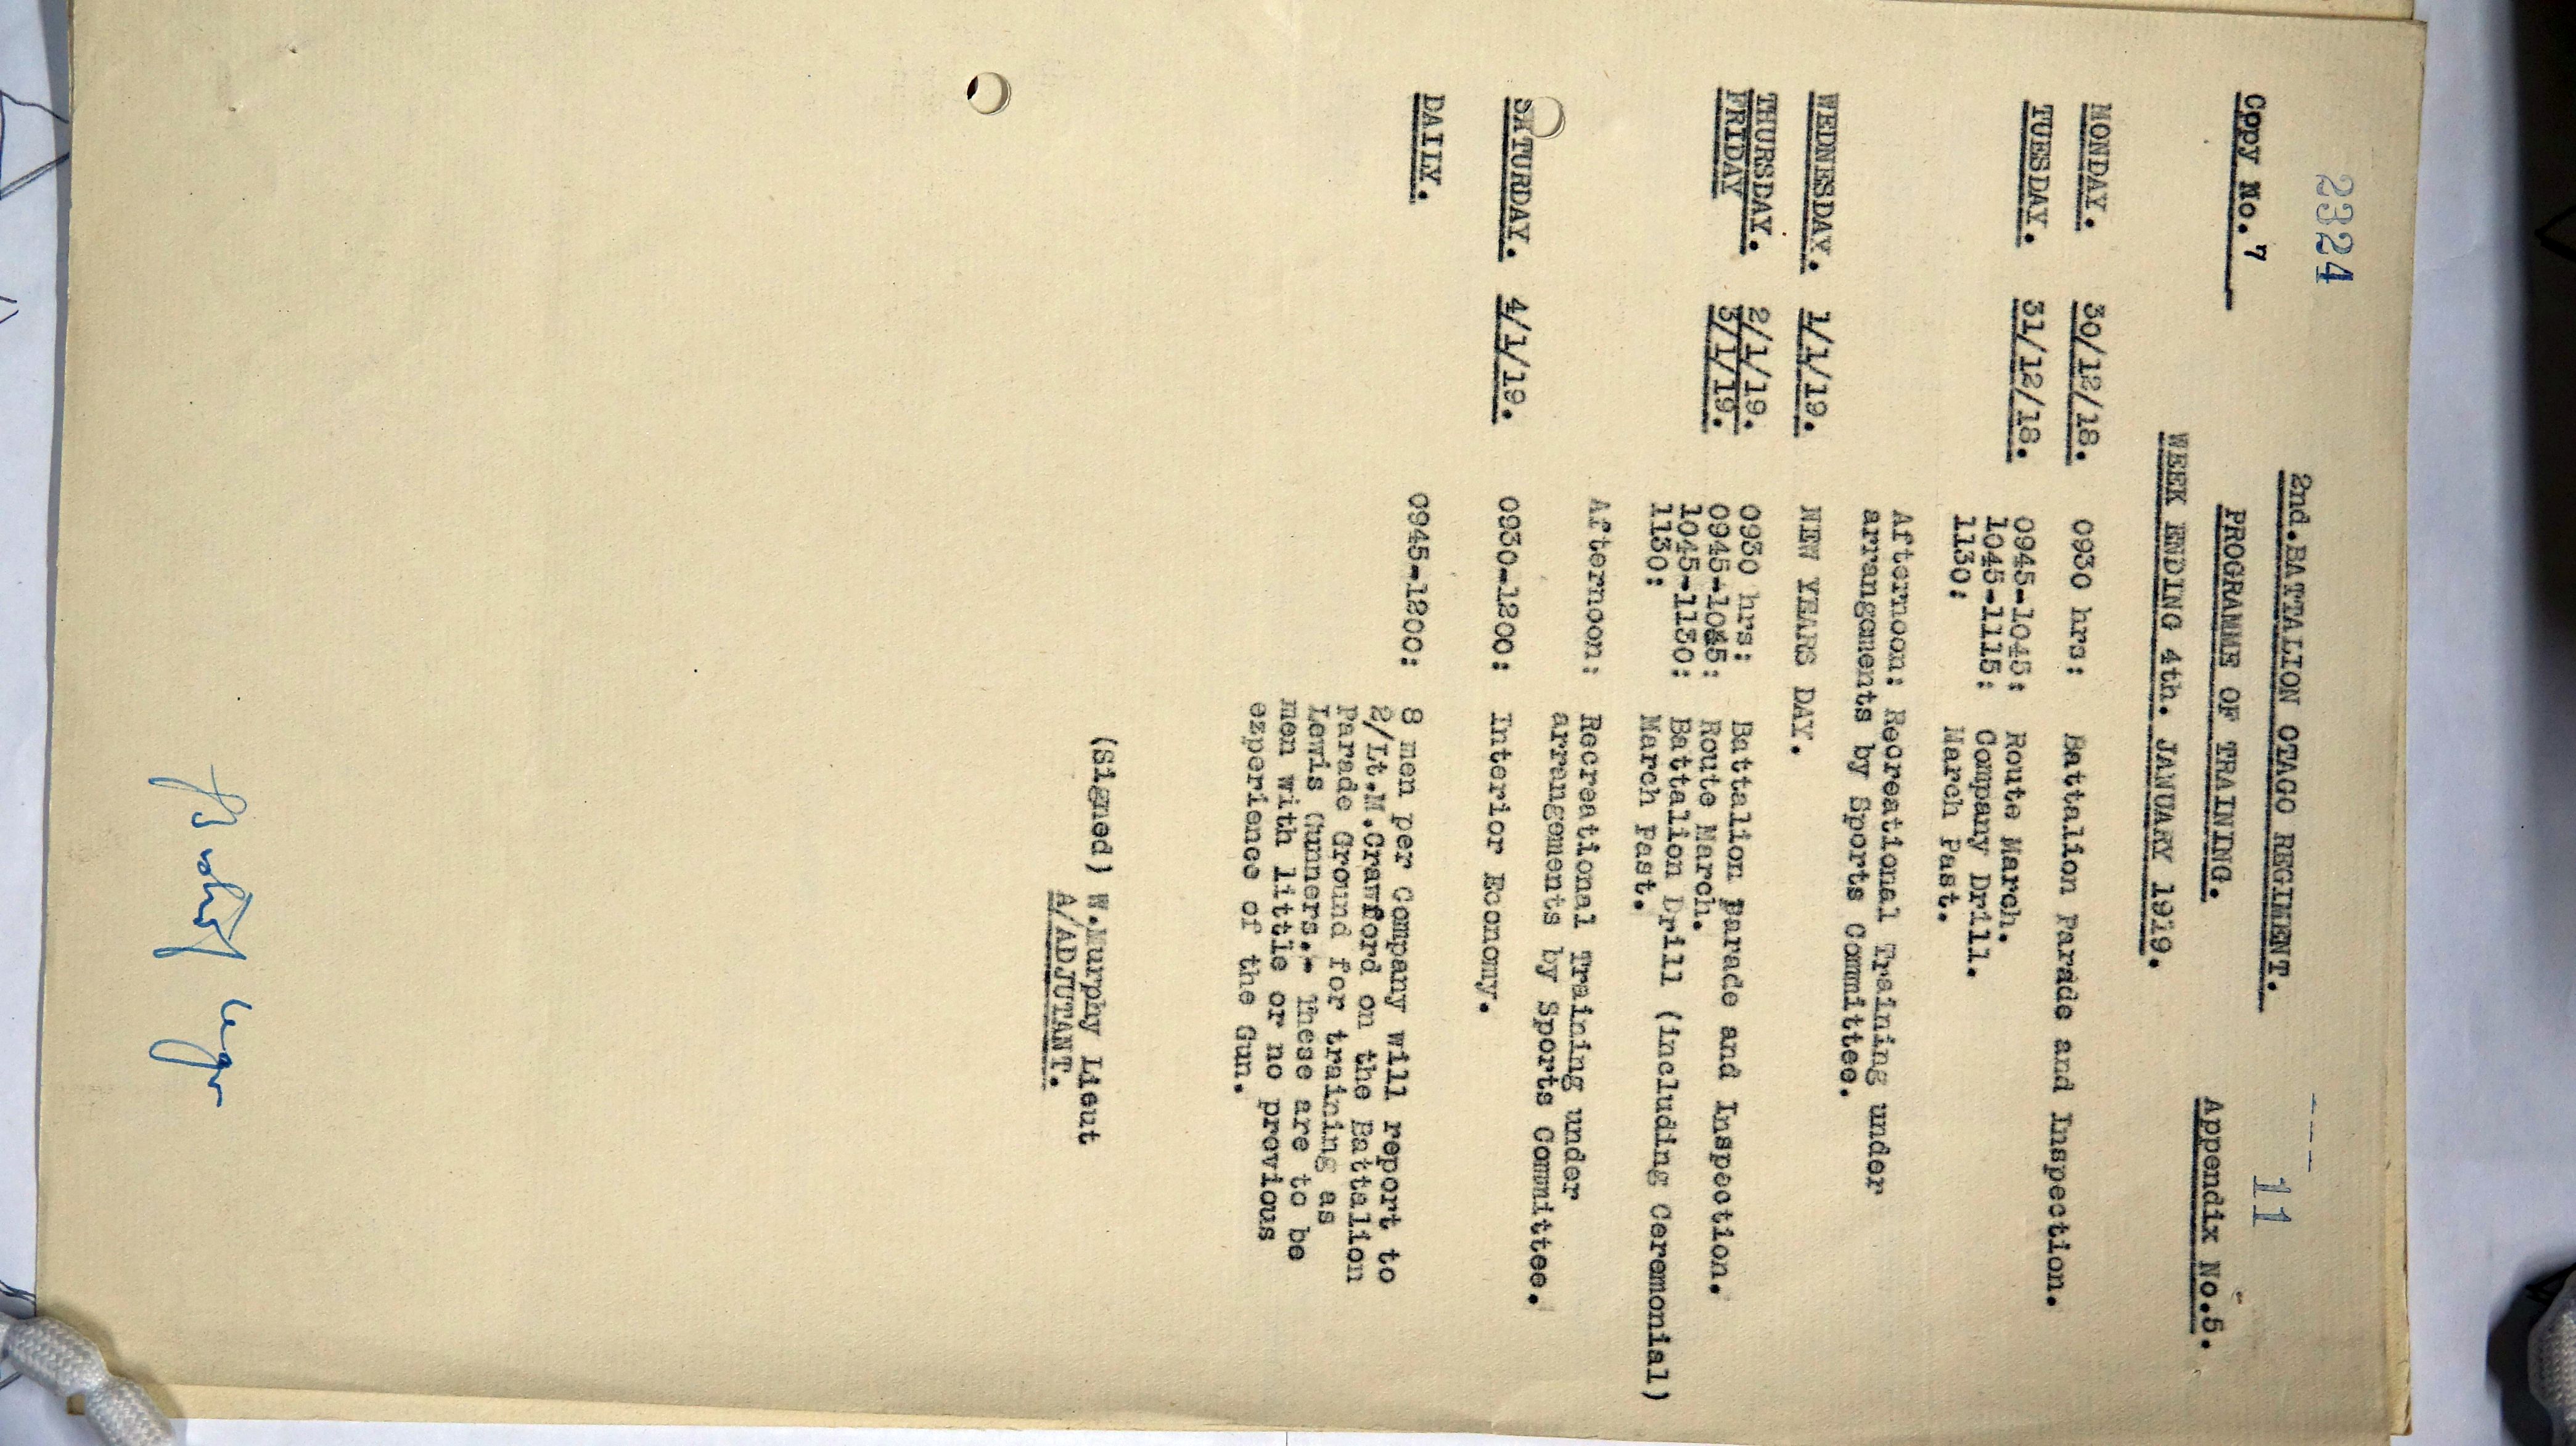 2324
2nd.BATTALION OTAGO REGIMENT.
11
Copy No.7
PROGRAMME OF TRAINING.
Appendix No.5.
WEEK ENDING 4th. JANUARY 1919.
MONDAY. 30/12/18. 0930 hrs: Battalion Parade and Inspection.
TUESDAY. 31/12/18. 0945-1045: Route March.
1045-1115: Company Drill.
1130: March Past.
Afternoon: Recreational Training under
arrangements by Sports Committee.
WEDNESDAY. 1/1/19. NEW YEARS DAY.
THURSDAY. 2/1/19. 0930 hrs: Battalion Parade and Inspection.
FRIDAY 3/1/19. 0945-1045: Route March.
1045-1130: Battalion Drill (including Ceremonial)
1130: March Past.
Afternoon: Recreational Training under
arrangements by Sports Committee.
SATURDAY. 4/1/19. 0930-1200: Interior Economy.
DAILY. 0945-1200: 8 men per Company will report to
2/Lt.M.Crawford on the Battalion
Parade Ground for training as
Lewis Gunners.- These are to be
men with little or no previous
ezperience of the Gun.
(Signed) W.Murphy Lieut
A/ADJUTANT.